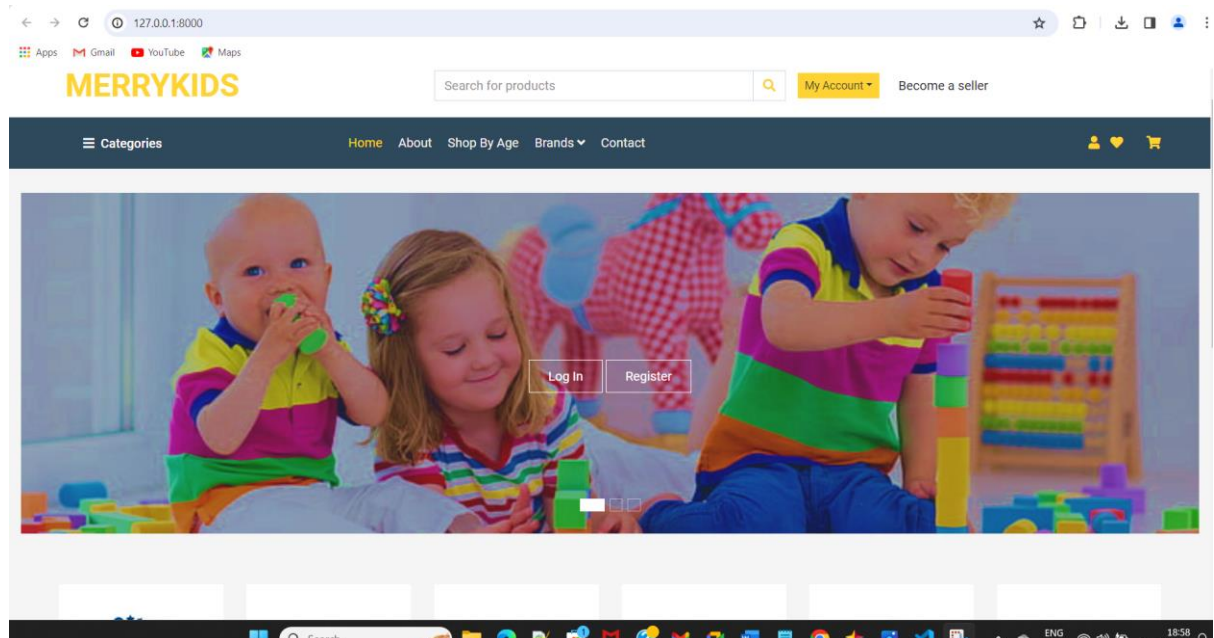 127.0.0.1:8000
Apps Gmail YouTube Maps
MERRYKIDS
Search for products
My Account
Become a seller
Categories
Home About Shop By Age Brands Contact
Log In Register
Search
ENG
18:58